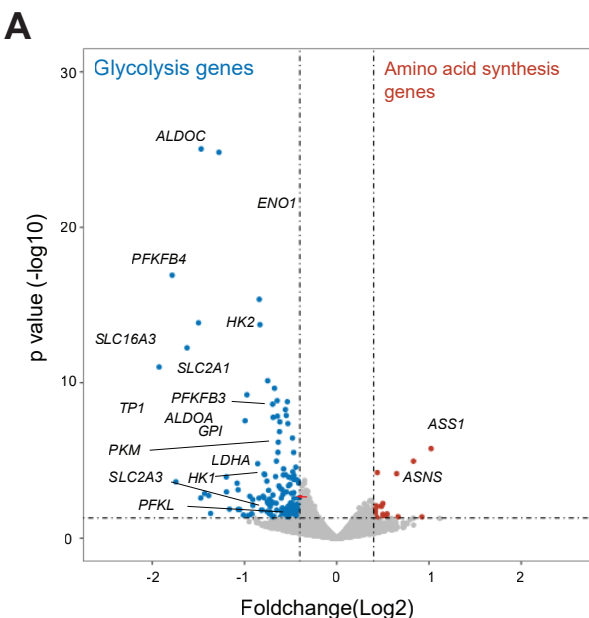 A
Glycolysis genes
Amino acid synthesis
genes
30
20
10
0
p value (-log10)
ALDOC
ENO1
PFKFB4
HK2
SLC16A3
SLC2A1
PFKFB3
TP1
ALDOA
GPI
ASS1
PKM
LDHA
SLC2A3
HK1
ASNS
PFKL
-2
-1
0
1
2
Foldchange(Log2)